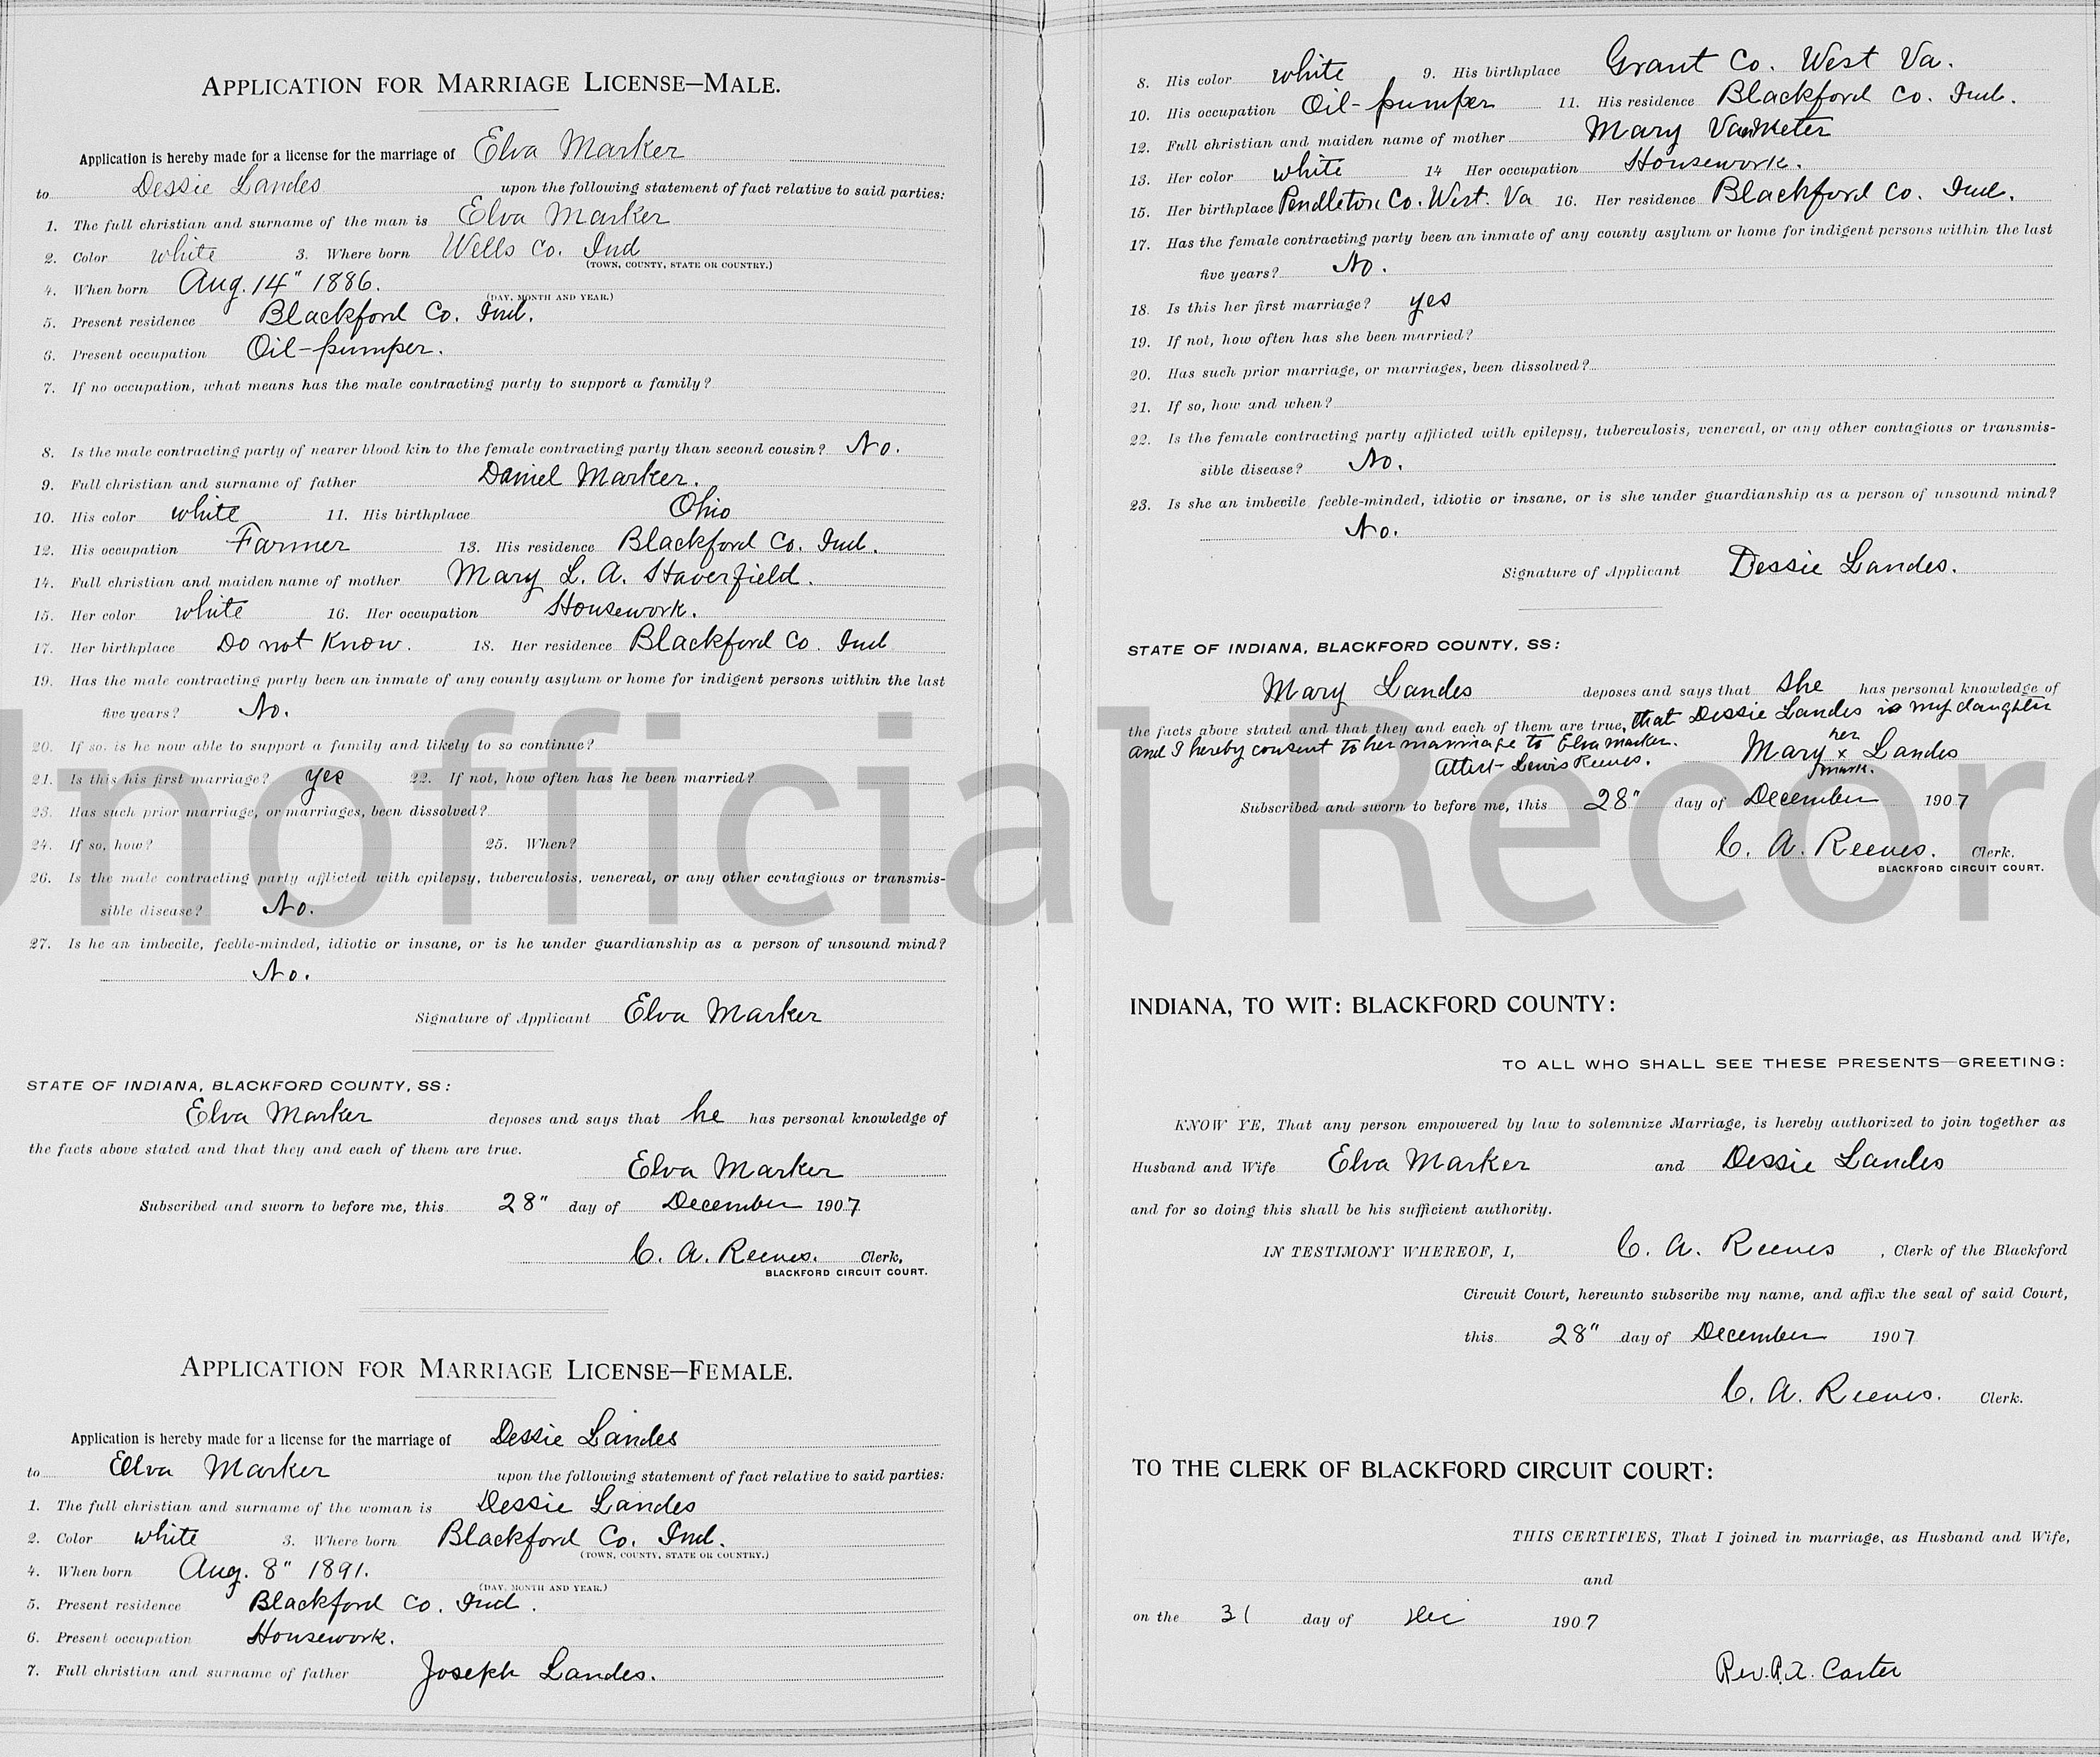 APPLICATION FOR MARRIAGE LICENSE—MALE.
Application is hereby made for a license for the marriage of Elva Marker
to Dessie Landes upon the following statement of fact relative to said parties:
1. The full christian and surname of the man is Elva Marker
2. Color white 3. Where born Wells Co. Ind
(TOWN, COUNTY, STATE OR COUNTRY.)
4. When born Aug. 14" 1886.
(DAY, MONTH AND YEAR.)
5. Present residence Blackford Co. Ind.
6. Present occupation Oil-pumper.
7. If no occupation, what means has the male contracting party to support a family?
8. Is the male contracting party of nearer blood kin to the female contracting party than second cousin? No.
9. Full christian and surname of father Daniel Marker.
10. His color white 11. His birthplace Ohio
12. His occupation Farmer 13. His residence Blackford Co. Ind.
14. Full christian and maiden name of mother Mary L. A. Haverfield.
15. Her color white 16. Her occupation Housework.
17. Her birthplace Do not Know. 18. Her residence Blackford Co. Ind
19. Has the male contracting party been an inmate of any county asylum or home for indigent persons within the last
five years? No.
20. If so, is he now able to support a family and likely to so continue?
21. Is this his first marriage? yes 22. If not, how often has he been married?
23. Has such prior marriage, or marriages, been dissolved?
24. If so, how? 25. When?
26. Is the male contracting party afflicted with epilepsy, tuberculosis, venereal, or any other contagious or transmis-
sible disease? No.
27. Is he an imbecile, feeble-minded, idiotic or insane, or is he under guardianship as a person of unsound mind?
No.
Signature of Applicant Elva Marker
STATE OF INDIANA, BLACKFORD COUNTY, SS:
Elva Marker deposes and says that he has personal knowledge of
the facts above stated and that they and each of them are true.
Elva Marker
Subscribed and sworn to before me, this 28" day of December 1907
C. A. Reeves. Clerk,
BLACKFORD CIRCUIT COURT.
APPLICATION FOR MARRIAGE LICENSE—FEMALE.
Application is hereby made for a license for the marriage of Dessie Landes
to Elva Marker upon the following statement of fact relative to said parties:
1. The full christian and surname of the woman is Dessie Landes
2. Color white 3. Where born Blackford Co. Ind.
(TOWN, COUNTY, STATE OR COUNTRY.)
4. When born Aug. 8" 1891.
(DAY, MONTH AND YEAR)
5. Present residence Blackford Co. Ind.
6. Present occupation Housework.
7. Full christian and surname of father Joseph Landes.
8. His color white 9. His birthplace Grant Co. West Va.
10. His occupation Oil-pumper 11. His residence Blackford Co. Ind.
12. Full christian and maiden name of mother Mary VanMeter
13. Her color white 14 Her occupation Housework.
15. Her birthplace Pendleton Co. West. Va 16. Her residence Blackford Co. Ind.
17. Has the female contracting party been an inmate of any county asylum or home for indigent persons within the last
five years? No.
18. Is this her first marriage? yes
19. If not, how often has she been married?
20. Has such prior marriage, or marriages, been dissolved?
21. If so, how and when?
22. Is the female contracting party afflicted with epilepsy, tuberculosis, venereal, or any other contagious or transmis-
sible disease? No.
23. Is she an imbecile feeble-minded, idiotic or insane, or is she under guardianship as a person of unsound mind?
No.
Signature of Applicant Dessie Landes.
STATE OF INDIANA, BLACKFORD COUNTY, SS:
Mary Landes deposes and says that she has personal knowledge of
the facts above stated and that they and each of them are true, that Dessie Landes is my daughter
and I hereby consent to her marriage to Elva Marker. Mary her x Landes
Attest- Lewis Reeves. mark.
Subscribed and sworn to before me, this 28" day of December 1907
C. A. Reeves. Clerk.
BLACKFORD CIRCUIT COURT.
INDIANA, TO WIT: BLACKFORD COUNTY:
TO ALL WHO SHALL SEE THESE PRESENTS—GREETING:
KNOW YE, That any person empowered by law to solemnize Marriage, is hereby authorized to join together as
Husband and Wife Elva Marker and Dessie Landes
and for so doing this shall be his sufficient authority.
IN TESTIMONY WHEREOF, I, C. A. Reeves, Clerk of the Blackford
Circuit Court, hereunto subscribe my name, and affix the seal of said Court,
this 28" day of December 1907
C. A. Reeves. Clerk.
TO THE CLERK OF BLACKFORD CIRCUIT COURT:
THIS CERTIFIES, That I joined in marriage, as Husband and Wife,
and
on the 31 day of Dec 1907
Rev. Carter
Unofficial Record